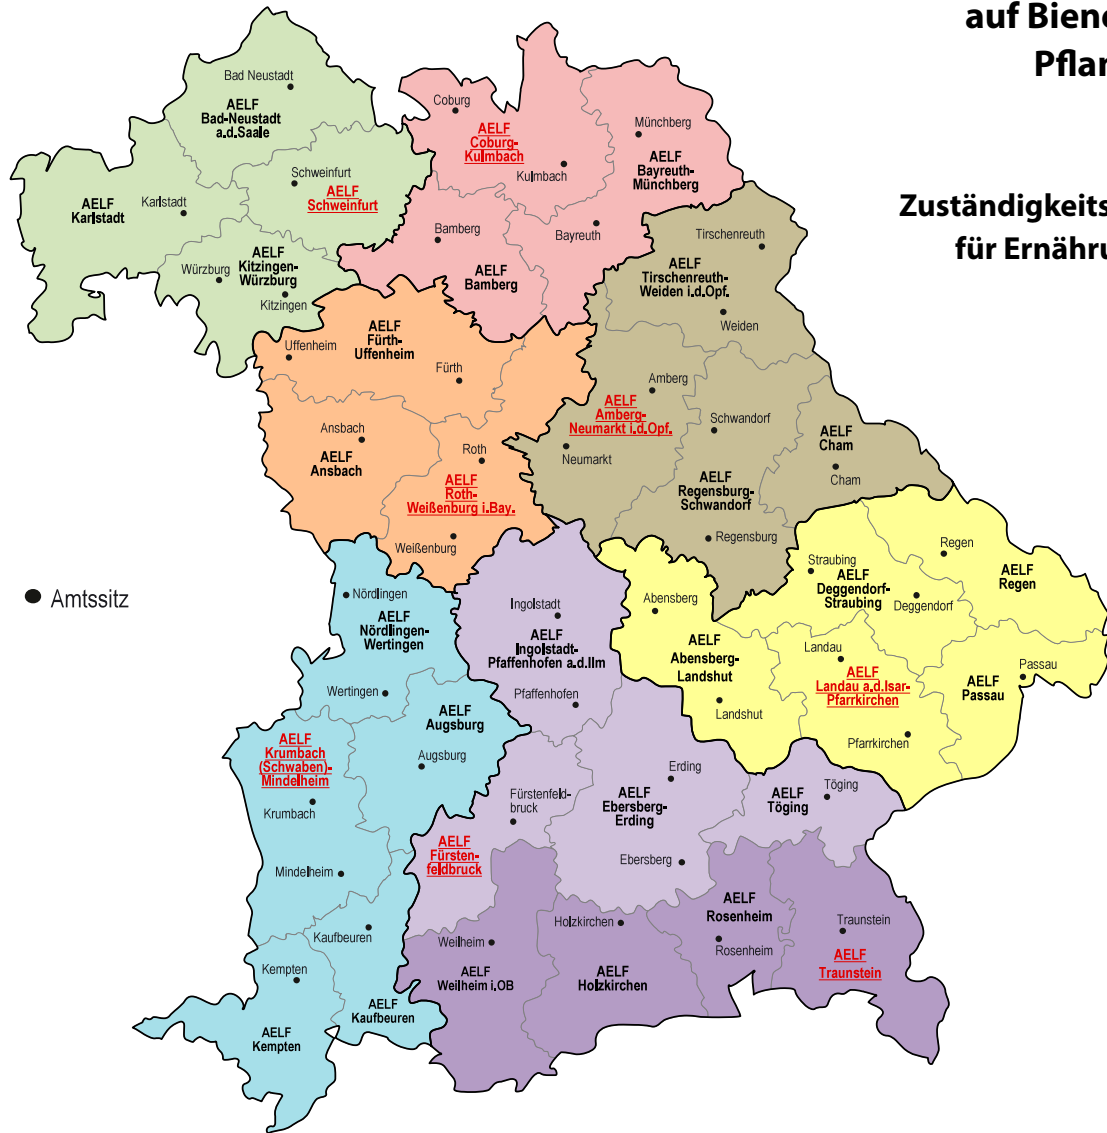 auf Biene
Pflan
Zuständigkeits
für Ernähru
Bad Neustadt
AELF
Bad-Neustadt
a.d.Saale
Schweinfurt
AELF
Schweinfurt
AELF
Karlstadt
Karlstadt
Würzburg
AELF
Kitzingen-
Würzburg
Kitzingen
Coburg
AELF
Coburg-
Kulmbach
Kulmbach
Münchberg
AELF
Bayreuth-
Münchberg
Bayreuth
Bamberg
AELF
Bamberg
Tirschenreuth
AELF
Tirschenreuth-
Weiden i.d.Opf.
Weiden
Uffenheim
AELF
Fürth-
Uffenheim
Fürth
Ansbach
AELF
Ansbach
Roth
AELF
Roth-
Weißenburg i.Bay.
Weißenburg
Amberg
AELF
Amberg-
Neumarkt i.d.Opf.
Neumarkt
Schwandorf
AELF
Regensburg-
Schwandorf
Regensburg
AELF
Cham
Cham
Amtssitz
Nördlingen
AELF
Nördlingen-
Wertingen
Wertingen
Ingolstadt
AELF
Ingolstadt-
Pfaffenhofen a.d.Ilm
Pfaffenhofen
Abensberg
AELF
Abensberg-
Landshut
Landshut
Straubing
AELF
Deggendorf-
Straubing
Deggendorf
Regen
AELF
Regen
Landau
AELF
Landau a.d.Isar-
Pfarrkirchen
Pfarrkirchen
Passau
AELF
Passau
AELF
Augsburg
Augsburg
AELF
Krumbach
(Schwaben)-
Mindelheim
Krumbach
Mindelheim
Fürstenfeld-
bruck
AELF
Fürsten-
feldbruck
Erding
AELF
Ebersberg-
Erding
Ebersberg
Töging
AELF
Töging
Kaufbeuren
AELF
Kaufbeuren
Kempten
AELF
Kempten
Weilheim
AELF
Weilheim i,OB
Holzkirchen
AELF
Holzkirchen
AELF
Rosenheim
Rosenheim
Traunstein
AELF
Traunstein